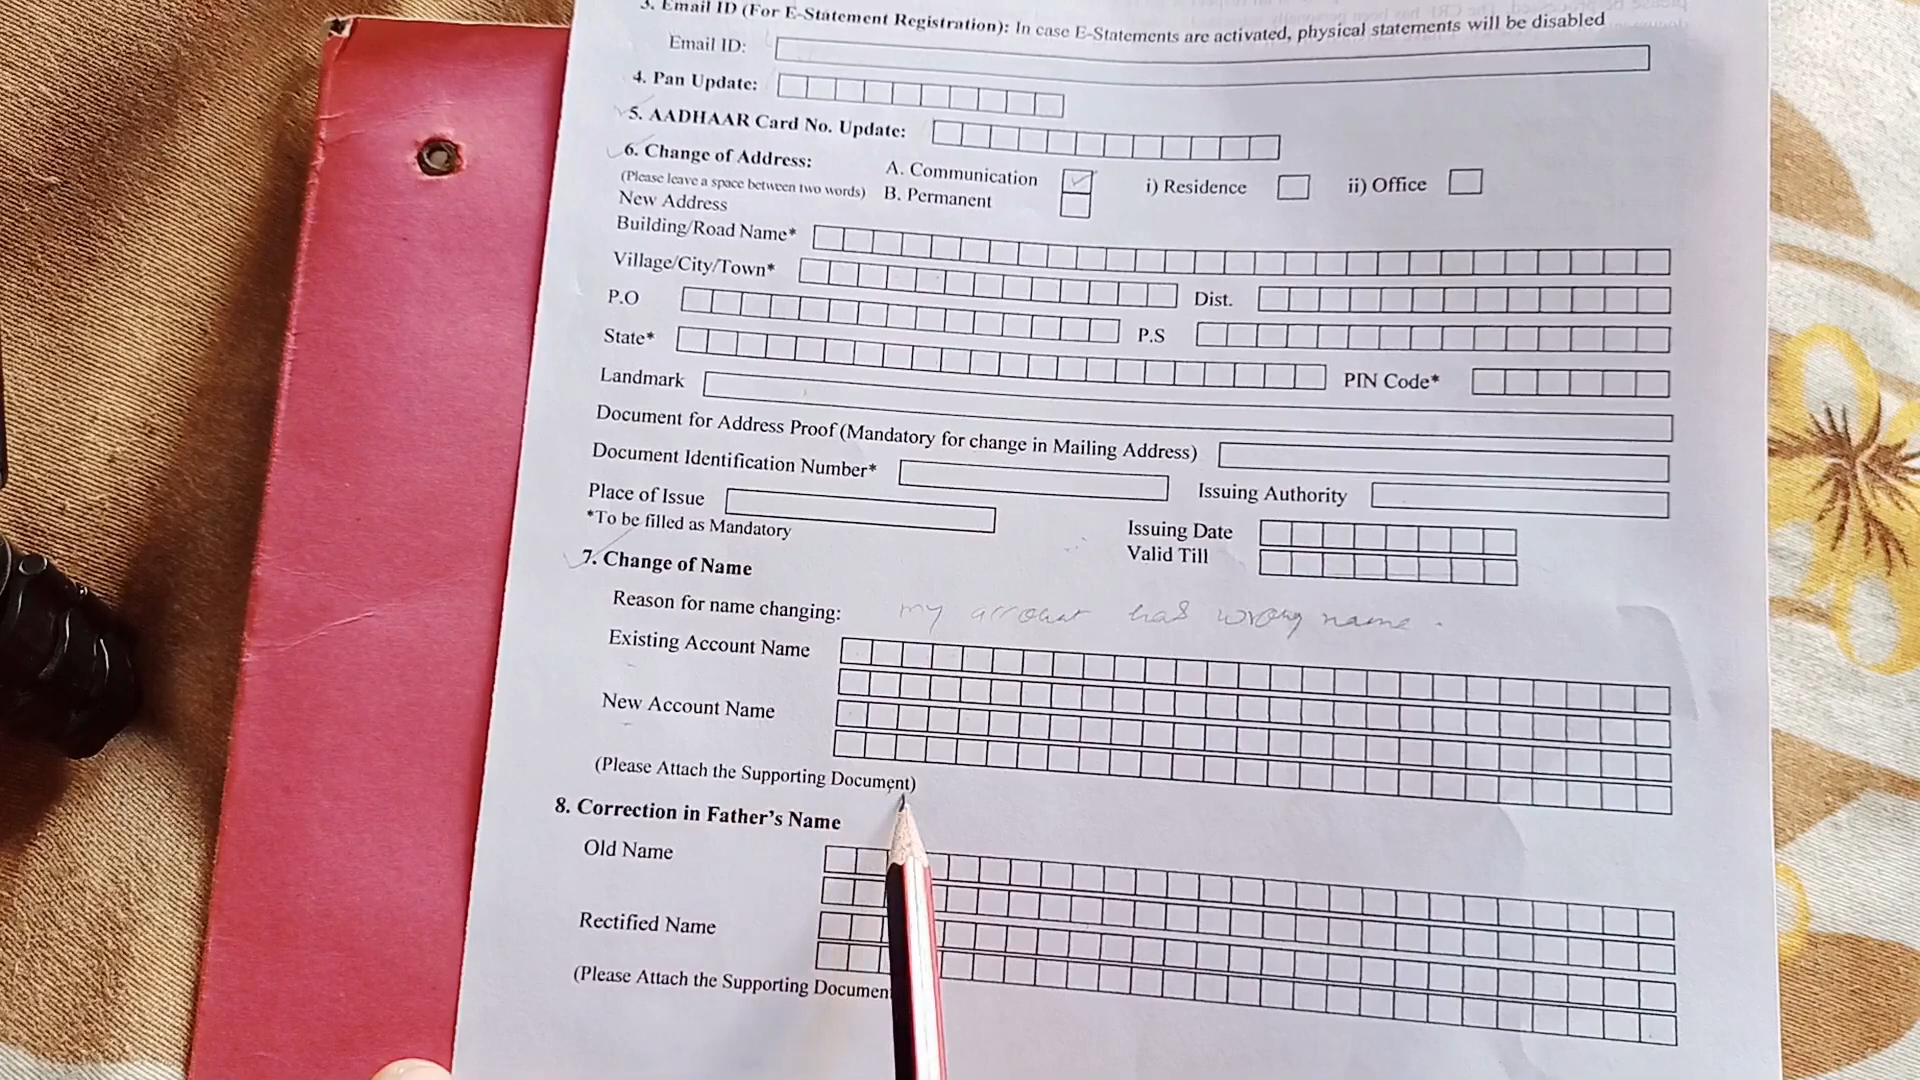 3. Email ID (For E-Statement Registration): In case E-Statements are activated, physical statements will be disabled
Email ID:
4. Pan Update:
5. AADHAAR Card No. Update:
6. Change of Address: A. Communication i) Residence ii) Office
(Please leave a space between two words) B. Permanent
New Address
Building/Road Name*
Village/City/Town* Dist.
P.O P.S
State* PIN Code*
Landmark
Document for Address Proof (Mandatory for change in Mailing Address)
Document Identification Number* Issuing Authority
Place of Issue Issuing Date
*To be filled as Mandatory Valid Till
7. Change of Name
Reason for name changing: my account has wrong name.
Existing Account Name
New Account Name
(Please Attach the Supporting Document)
8. Correction in Father's Name
Old Name
Rectified Name
(Please Attach the Supporting Documen